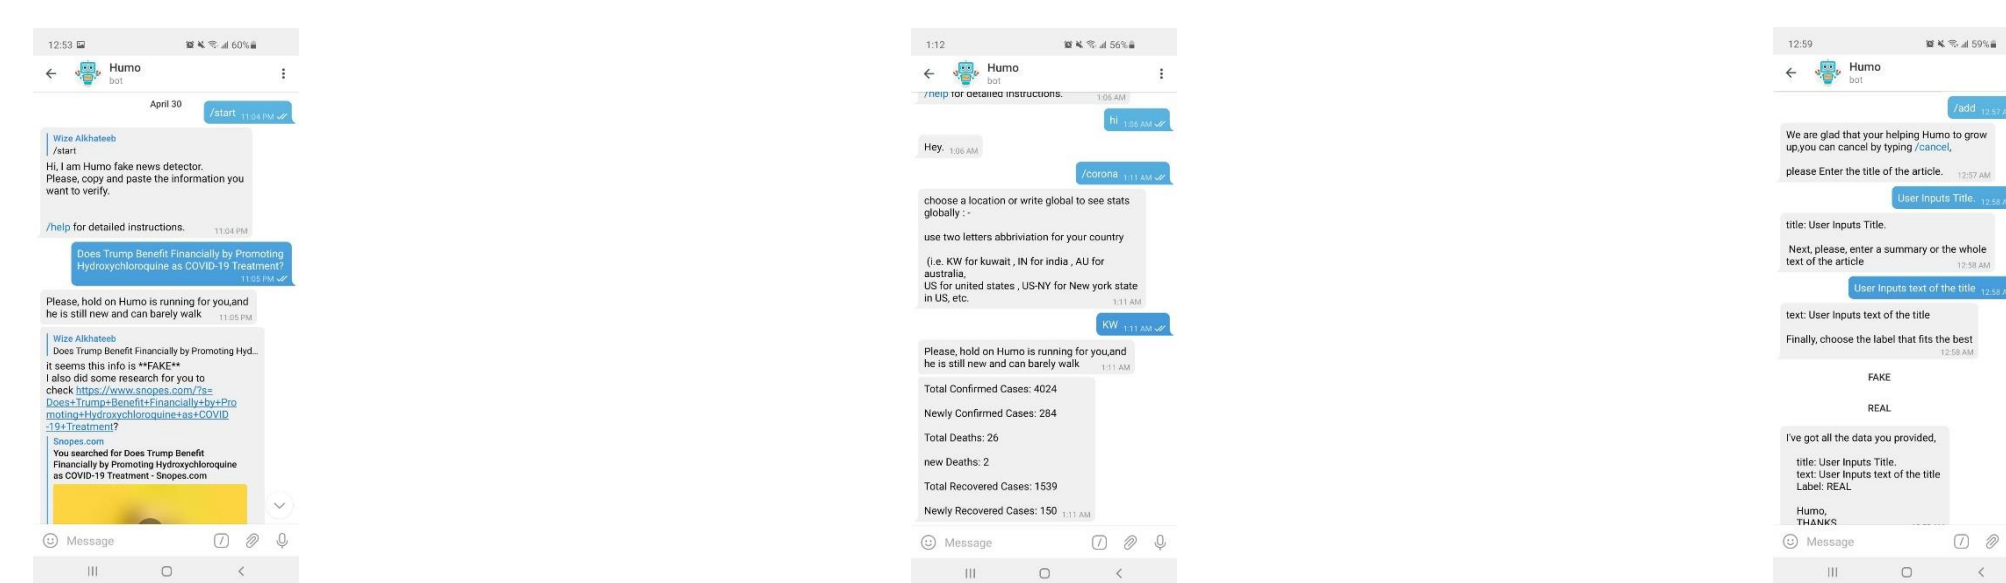 12:53
60%
Humo
bot
April 30
/start 11:04 PM
Wize Alkhateeb
/start
Hi, I am Humo fake news detector.
Please, copy and paste the information you
want to verify.
/help for detailed instructions. 11:04 PM
Does Trump Benefit Financially by Promoting
Hydroxychloroquine as COVID-19 Treatment?
11:05 PM
Please, hold on Humo is running for you,and
he is still new and can barely walk 11:05 PM
Wize Alkhateeb
Does Trump Benefit Financially by Promoting Hyd...
it seems this info is **FAKE**
I also did some research for you to
check https://www.snopes.com/?s=
Does+Trump+Benefit+Financially+by+Pro
moting+Hydroxychloroquine+as+COVID
-19+Treatment?
Snopes.com
You searched for Does Trump Benefit
Financially by Promoting Hydroxychloroquine
as COVID-19 Treatment - Snopes.com
Message
1:12
56%
Humo
bot
/help for detailed instructions. 1:06 AM
hi 1:06 AM
Hey. 1:06 AM
/corona 1:11 AM
choose a location or write global to see stats
globally : -
use two letters abbriviation for your country
(i.e. KW for kuwait , IN for india , AU for
australia,
US for united states , US-NY for New york state
in US, etc. 1:11 AM
KW 1:11 AM
Please, hold on Humo is running for you,and
he is still new and can barely walk 1:11 AM
Total Confirmed Cases: 4024
Newly Confirmed Cases: 284
Total Deaths: 26
new Deaths: 2
Total Recovered Cases: 1539
Newly Recovered Cases: 150 1:11 AM
Message
12:59
59%
Humo
bot
/add 12:57
We are glad that your helping Humo to grow
up,you can cancel by typing /cancel,
please Enter the title of the article. 12:57 AM
User Inputs Title. 12:58
title: User Inputs Title.
Next, please, enter a summary or the whole
text of the article 12:58 AM
User Inputs text of the title 12:58
text: User Inputs text of the title
Finally, choose the label that fits the best
12:58 AM
FAKE
REAL
I've got all the data you provided,
title: User Inputs Title.
text: User Inputs text of the title
Label: REAL
Humo,
THANKS
Message